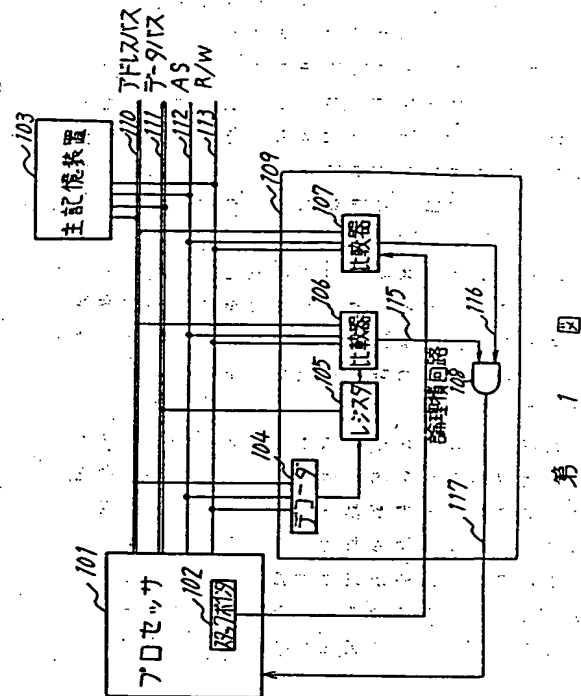 103
主記憶装置
アドレスバス
データバス
AS
R/W
110
111
112
113
101
プロセッサ
102
スタックポインタ
109
104
デコーダ
105
レジスタ
106
比較器
107
比較器
115
116
論理積回路
108
117
第 1 図